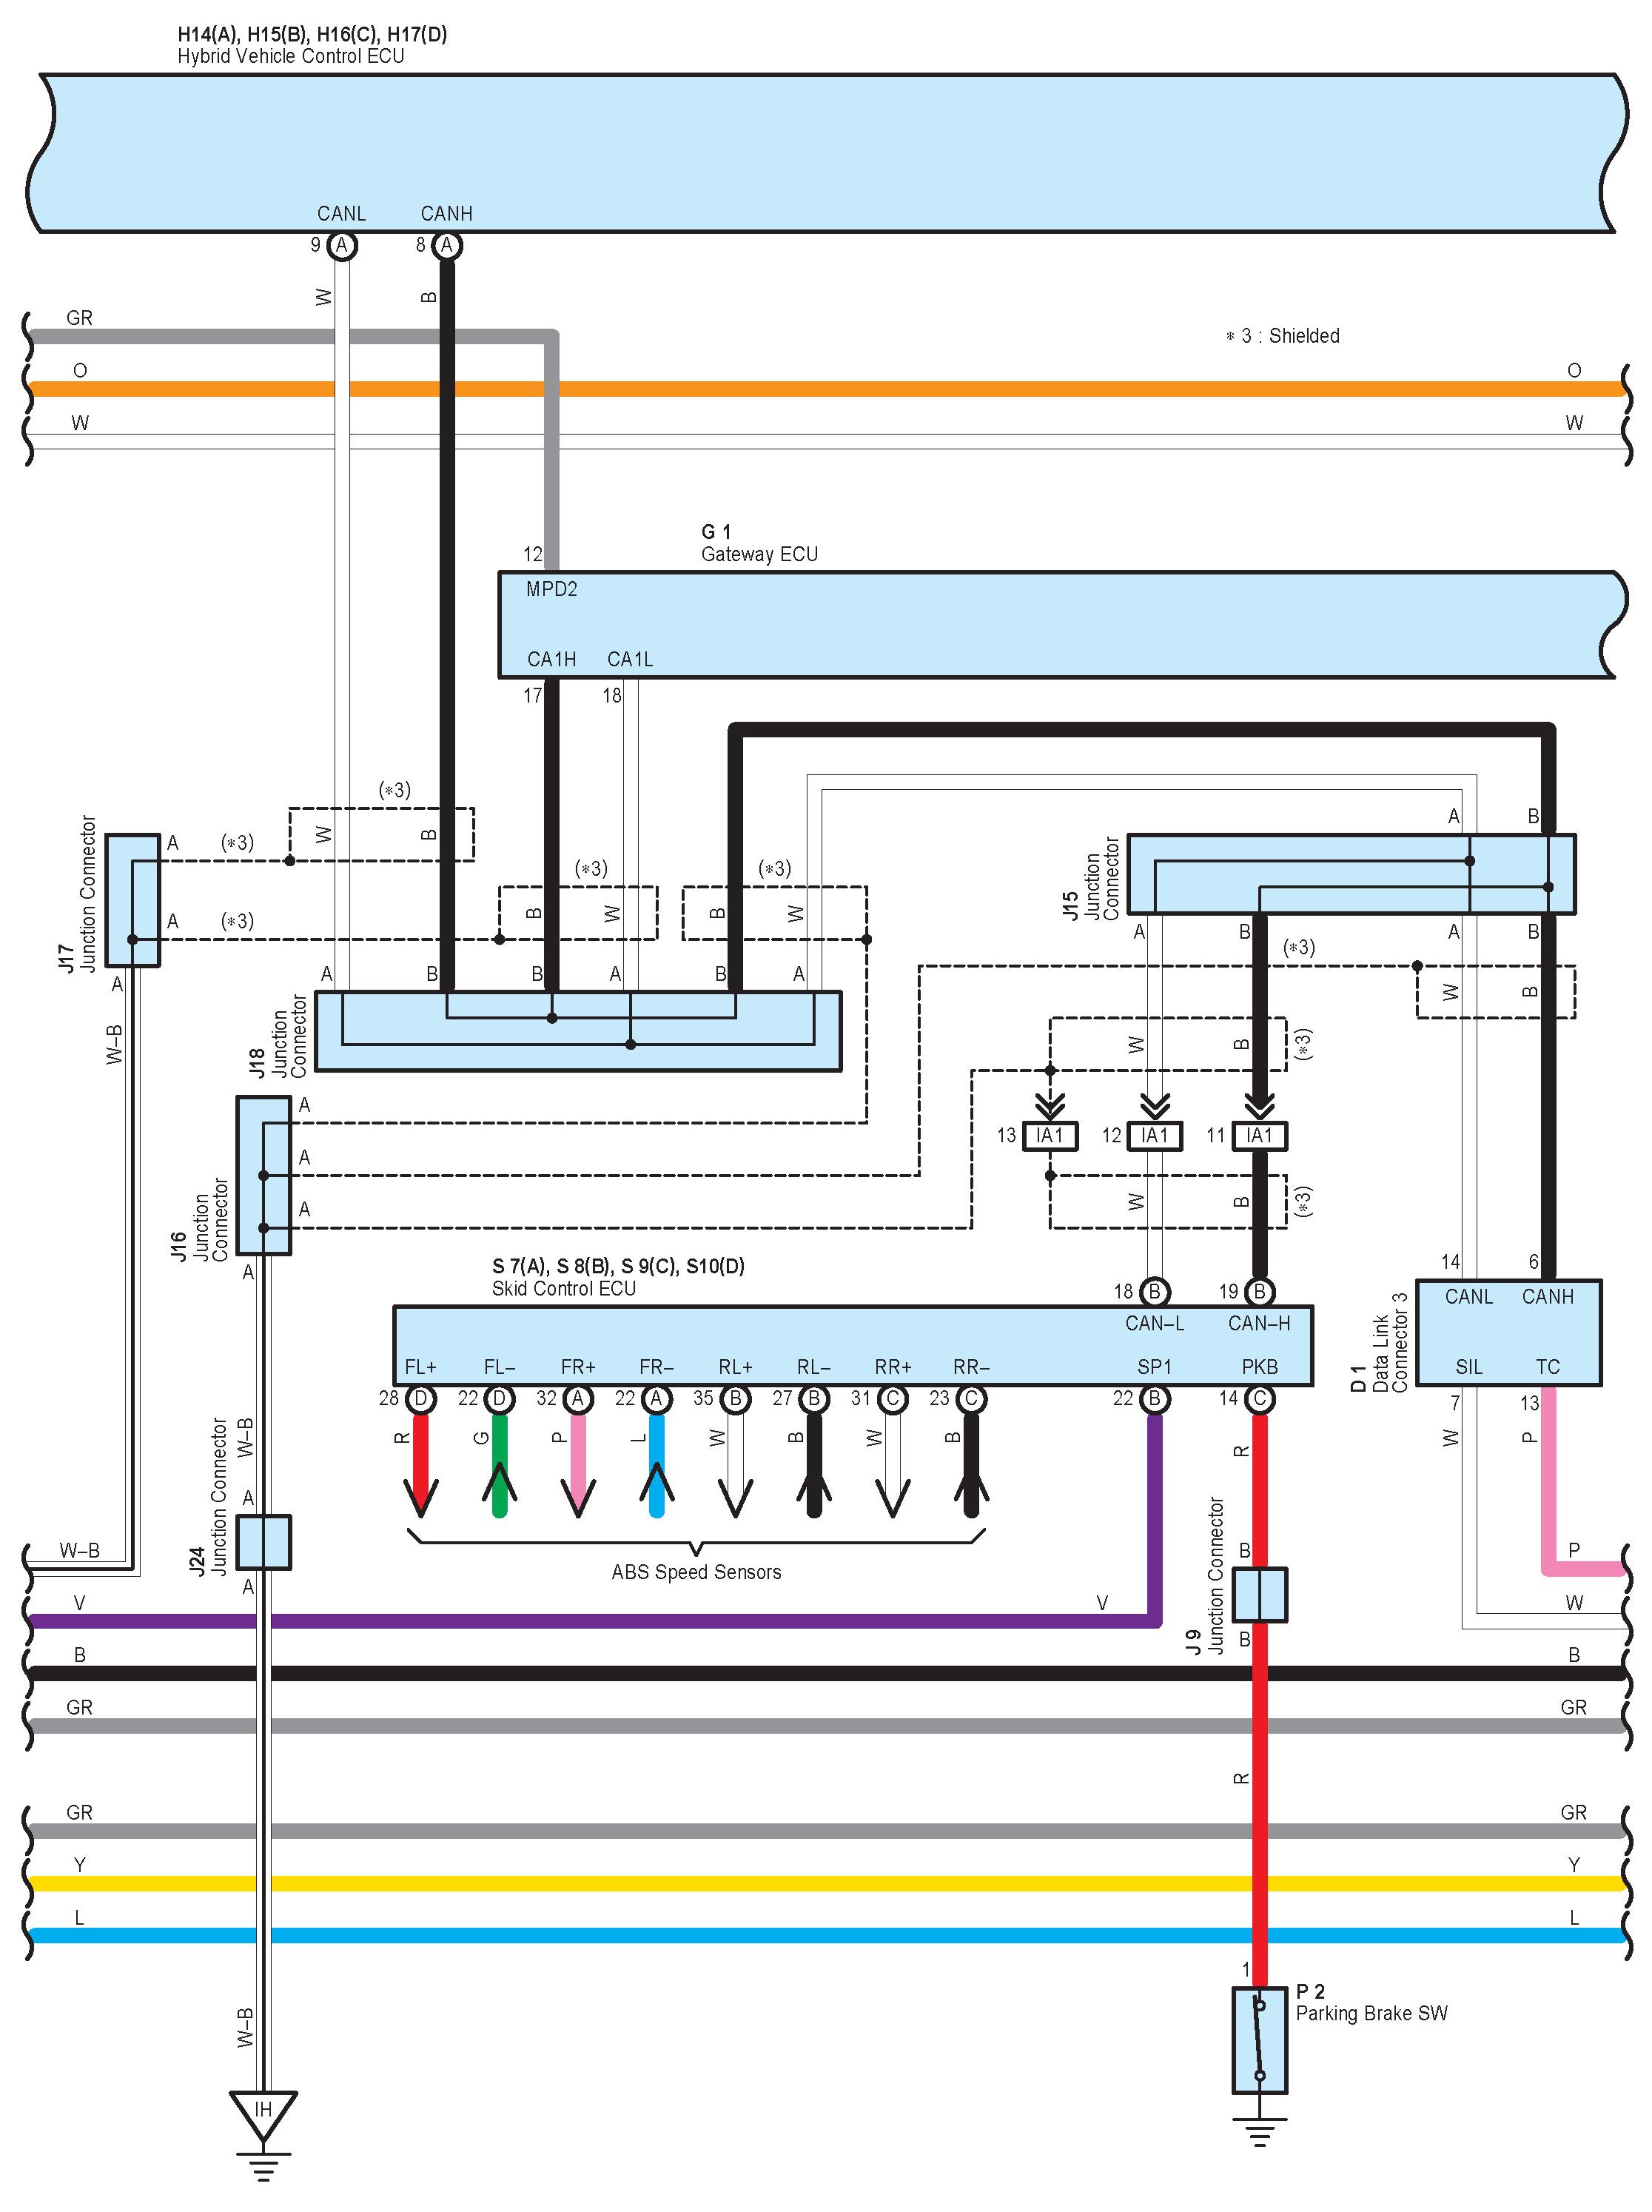 H14(A), H15(B), H16(C), H17(D)
Hybrid Vehicle Control ECU
CANL CANH
9 A 8 A
W B
GR
∗ 3 : Shielded
O O
W W
G 1
Gateway ECU
12
MPD2
CA1H CA1L
17 18
(∗3)
W B
A (∗3)
A (∗3)
J17
Junction Connector
A
W–B
(∗3)
B W
(∗3)
B W
A B B A B A
J18
Junction
Connector
A B
J15
Junction
Connector
A B A B
(∗3)
W B
W B (∗3)
13 IA1 12 IA1 11 IA1
W B (∗3)
A
A
A
J16
Junction
Connector
A
W–B
S 7(A), S 8(B), S 9(C), S10(D)
Skid Control ECU
18 B 19 B
CAN–L CAN–H
FL+ FL– FR+ FR– RL+ RL– RR+ RR– SP1 PKB
28 D 22 D 32 A 22 A 35 B 27 B 31 C 23 C 22 B 14 C
R G P L W B W B R
ABS Speed Sensors
14 6
CANL CANH
SIL TC
D 1
Data Link
Connector 3
7 13
W P
A
J24
Junction Connector
A
B
J 9
Junction Connector
B
W–B P
V V W
B B
GR GR
R
GR GR
Y Y
L L
1
P 2
Parking Brake SW
W–B
IH